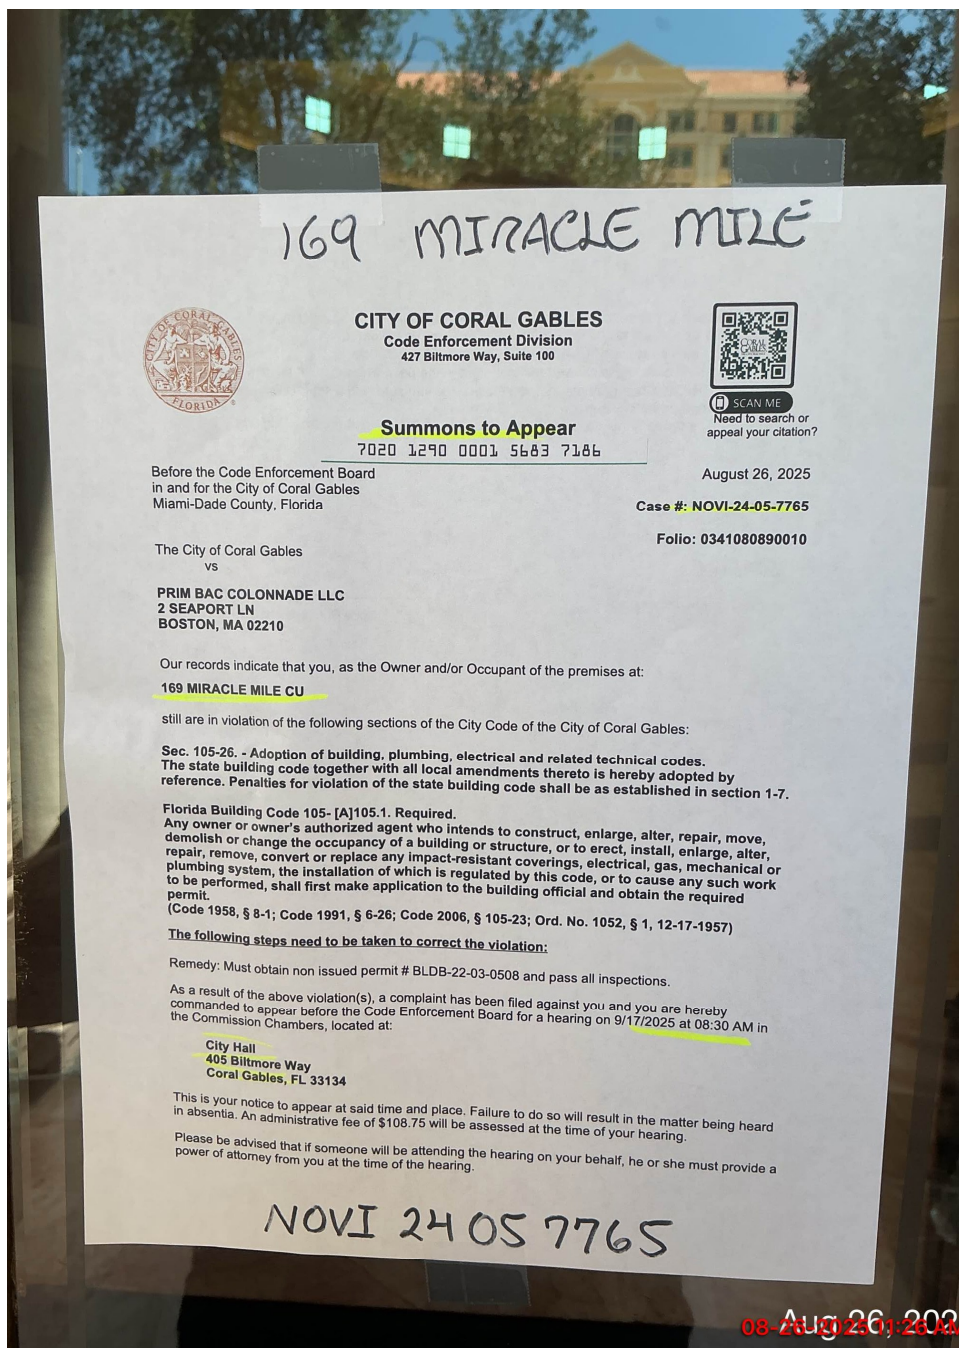 169 MIRACLE MILE
CITY OF CORAL GABLES
Code Enforcement Division
427 Biltmore Way, Suite 100
CITY OF CORAL GABLES
FLORIDA
CORAL GABLES
SCAN ME
Need to search or
appeal your citation?
Summons to Appear
7020 1290 0001 5683 7186
Before the Code Enforcement Board
in and for the City of Coral Gables
Miami-Dade County, Florida
August 26, 2025
Case #: NOVI-24-05-7765
Folio: 0341080890010
The City of Coral Gables
vs
PRIM BAC COLONNADE LLC
2 SEAPORT LN
BOSTON, MA 02210
Our records indicate that you, as the Owner and/or Occupant of the premises at:
169 MIRACLE MILE CU
still are in violation of the following sections of the City Code of the City of Coral Gables:
Sec. 105-26. - Adoption of building, plumbing, electrical and related technical codes.
The state building code together with all local amendments thereto is hereby adopted by
reference. Penalties for violation of the state building code shall be as established in section 1-7.
Florida Building Code 105- [A]105.1. Required.
Any owner or owner's authorized agent who intends to construct, enlarge, alter, repair, move,
demolish or change the occupancy of a building or structure, or to erect, install, enlarge, alter,
repair, remove, convert or replace any impact-resistant coverings, electrical, gas, mechanical or
plumbing system, the installation of which is regulated by this code, or to cause any such work
to be performed, shall first make application to the building official and obtain the required
permit.
(Code 1958, § 8-1; Code 1991, § 6-26; Code 2006, § 105-23; Ord. No. 1052, § 1, 12-17-1957)
The following steps need to be taken to correct the violation:
Remedy: Must obtain non issued permit # BLDB-22-03-0508 and pass all inspections.
As a result of the above violation(s), a complaint has been filed against you and you are hereby
commanded to appear before the Code Enforcement Board for a hearing on 9/17/2025 at 08:30 AM in
the Commission Chambers, located at:
City Hall
405 Biltmore Way
Coral Gables, FL 33134
This is your notice to appear at said time and place. Failure to do so will result in the matter being heard
in absentia. An administrative fee of $108.75 will be assessed at the time of your hearing.
Please be advised that if someone will be attending the hearing on your behalf, he or she must provide a
power of attorney from you at the time of the hearing.
NOVI 24 05 7765
Aug 26, 202
08-26-2025 11:26 AM